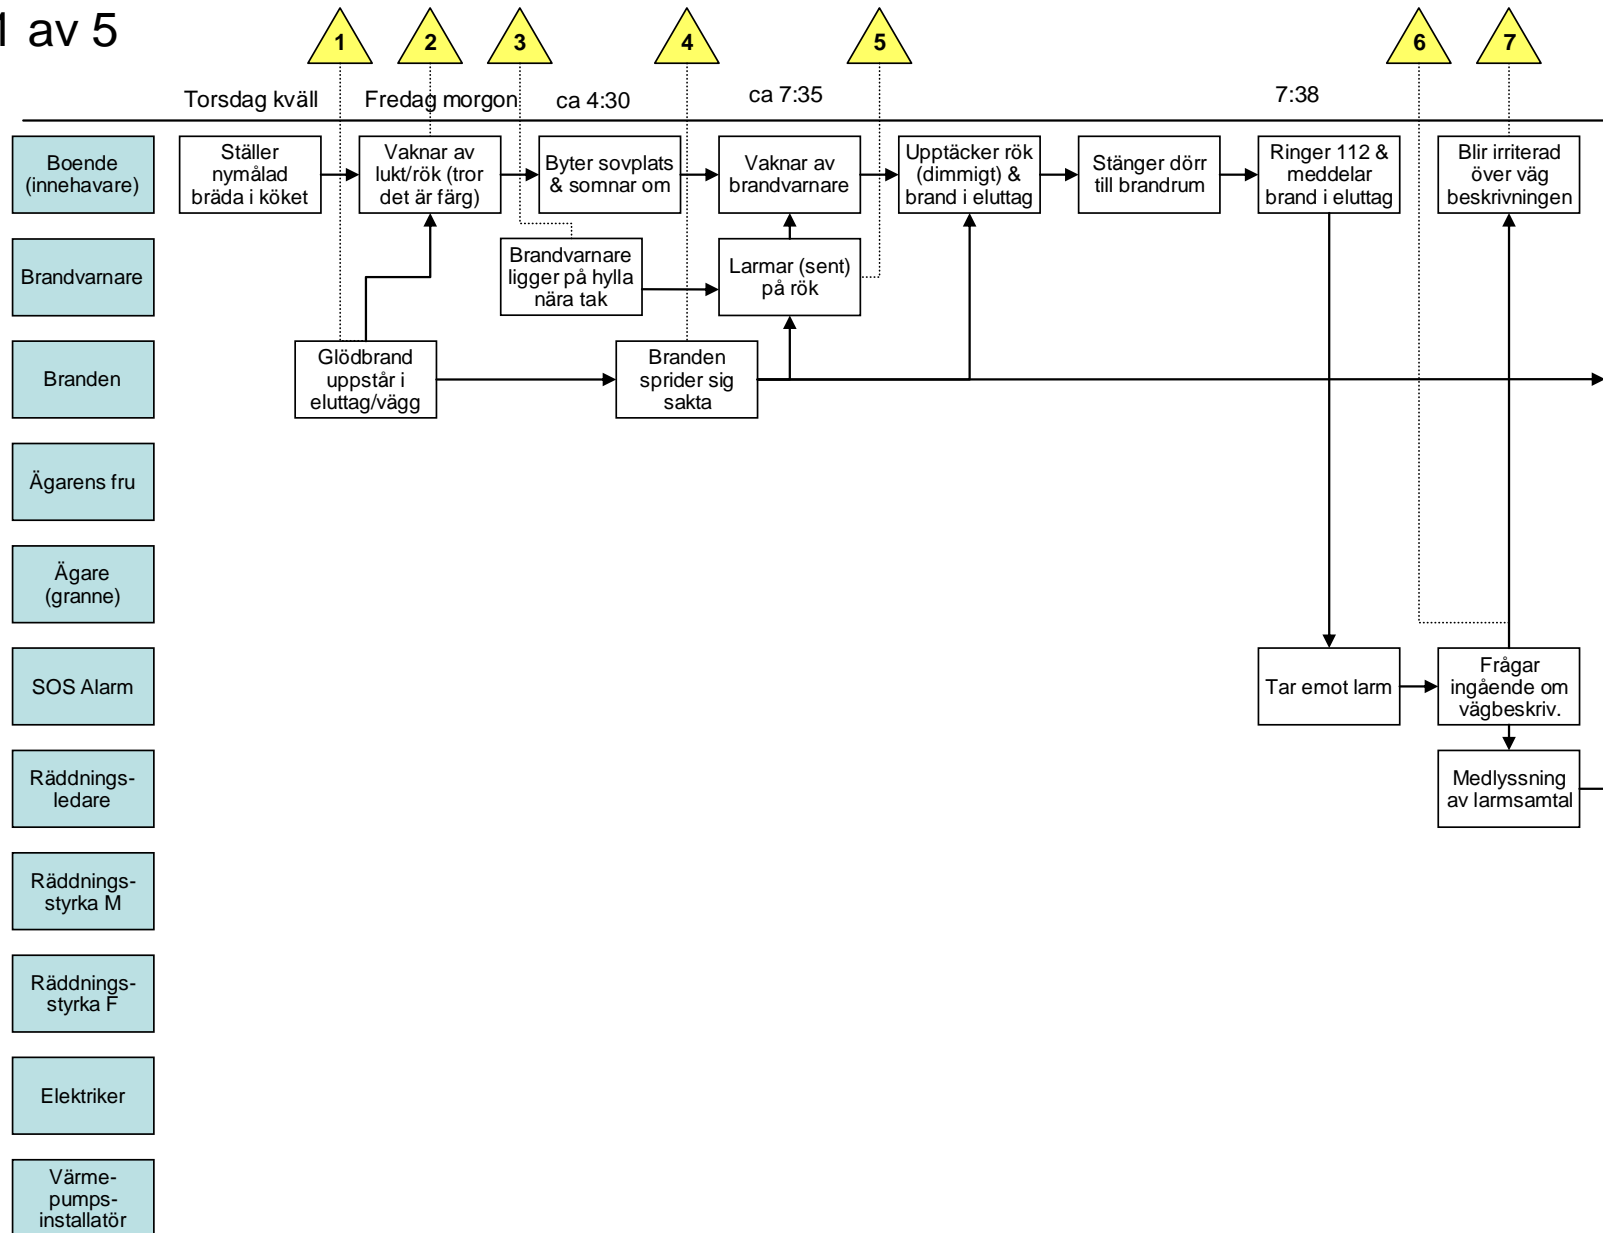 1 av 5
1
2
3
4
5
6
7
Torsdag kväll
Fredag morgon
ca 4:30
ca 7:35
7:38
Boende
(innehavare)
Ställer
nymålad
bräda i köket
Vaknar av
lukt/rök (tror
det är färg)
Byter sovplats
& somnar om
Vaknar av
brandvarnare
Upptäcker rök
(dimmigt) &
brand i eluttag
Stänger dörr
till brandrum
Ringer 112 &
meddelar
brand i eluttag
Blir irriterad
över väg
beskrivningen
Brandvarnare
Brandvarnare
ligger på hylla
nära tak
Larmar (sent)
på rök
Branden
Glödbrand
uppstår i
eluttag/vägg
Branden
sprider sig
sakta
Ägarens fru
Ägare
(granne)
SOS Alarm
Tar emot larm
Frågar
ingående om
vägbeskriv.
Räddnings-
ledare
Medlyssning
av larmsamtal
Räddnings-
styrka M
Räddnings-
styrka F
Elektriker
Värme-
pumps-
installatör